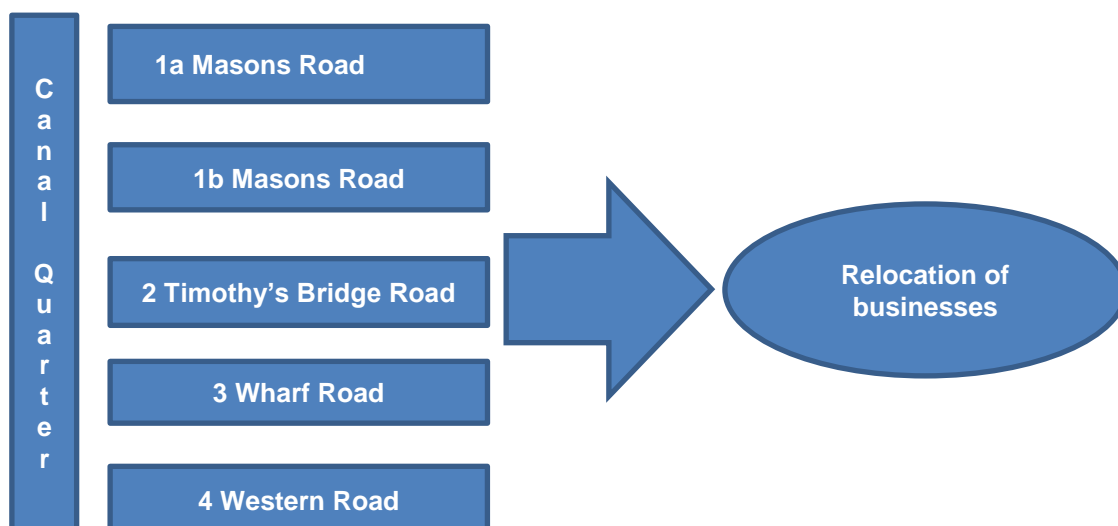 Canal Quarter
1a Masons Road
1b Masons Road
2 Timothy’s Bridge Road
3 Wharf Road
4 Western Road
Relocation of
businesses